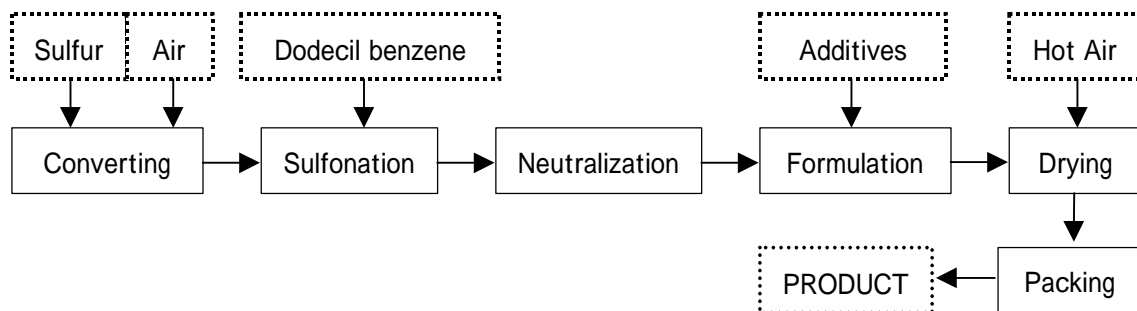 Sulfur
Air
Dodecil benzene
Additives
Hot Air
Converting
Sulfonation
Neutralization
Formulation
Drying
PRODUCT
Packing